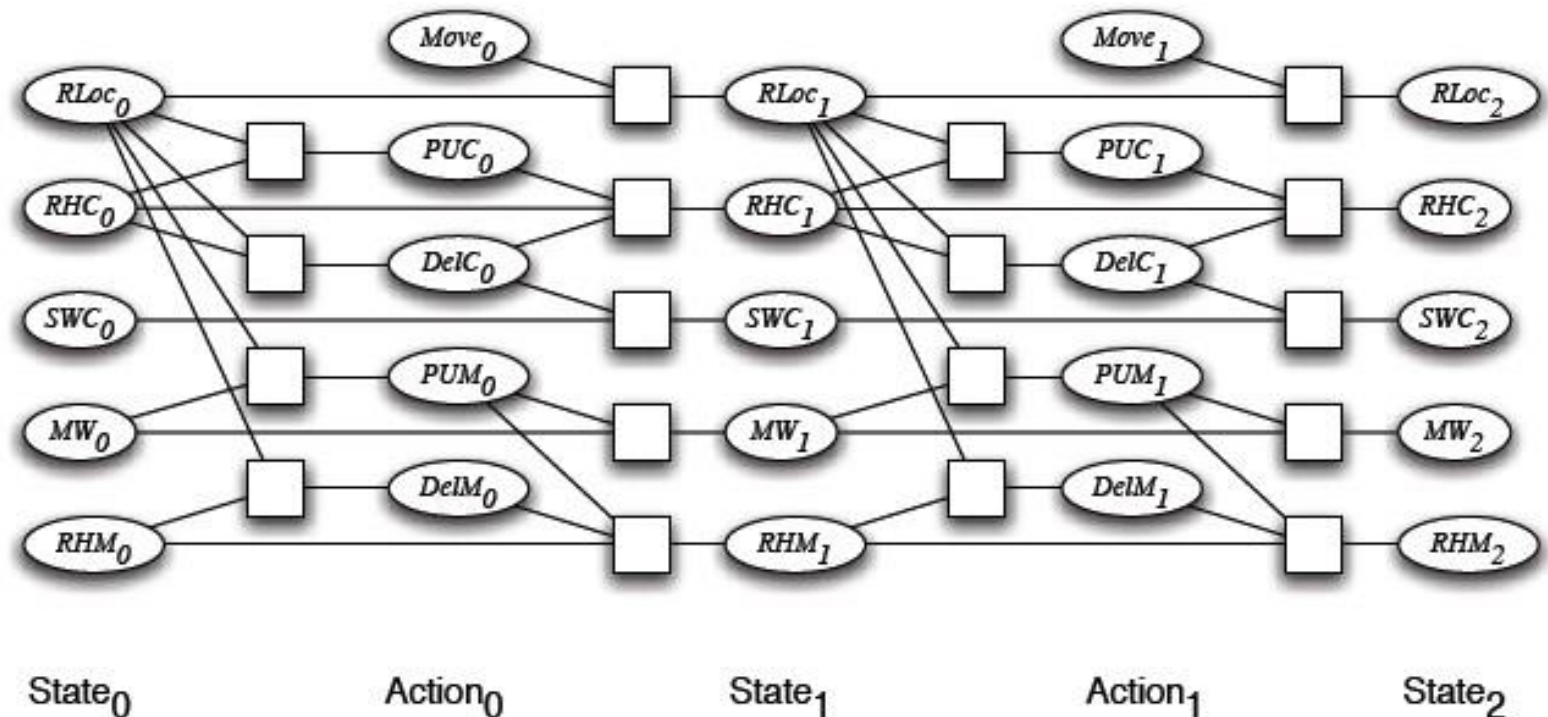 Move₀ Move₁
RLoc₀ RLoc₁ RLoc₂
PUC₀ PUC₁
RHC₀ RHC₁ RHC₂
DelC₀ DelC₁
SWC₀ SWC₁ SWC₂
PUM₀ PUM₁
MW₀ MW₁ MW₂
DelM₀ DelM₁
RHM₀ RHM₁ RHM₂
State₀ Action₀ State₁ Action₁ State₂